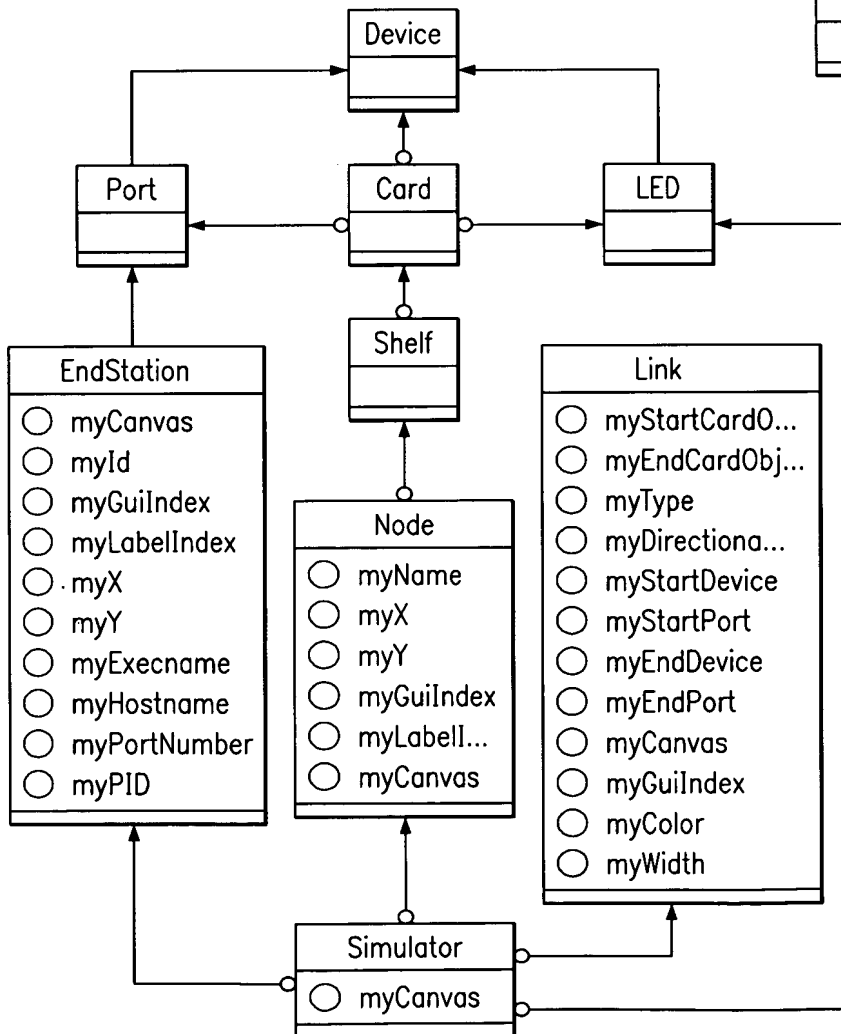 Device
Port
Card
LED
Shelf
EndStation
myCanvas
myId
myGuiIndex
myLabelIndex
myX
myY
myExecname
myHostname
myPortNumber
myPID
Node
myName
myX
myY
myGuiIndex
myLabelI...
myCanvas
Link
myStartCardO...
myEndCardObj...
myType
myDirectiona...
myStartDevice
myStartPort
myEndDevice
myEndPort
myCanvas
myGuiIndex
myColor
myWidth
Simulator
myCanvas